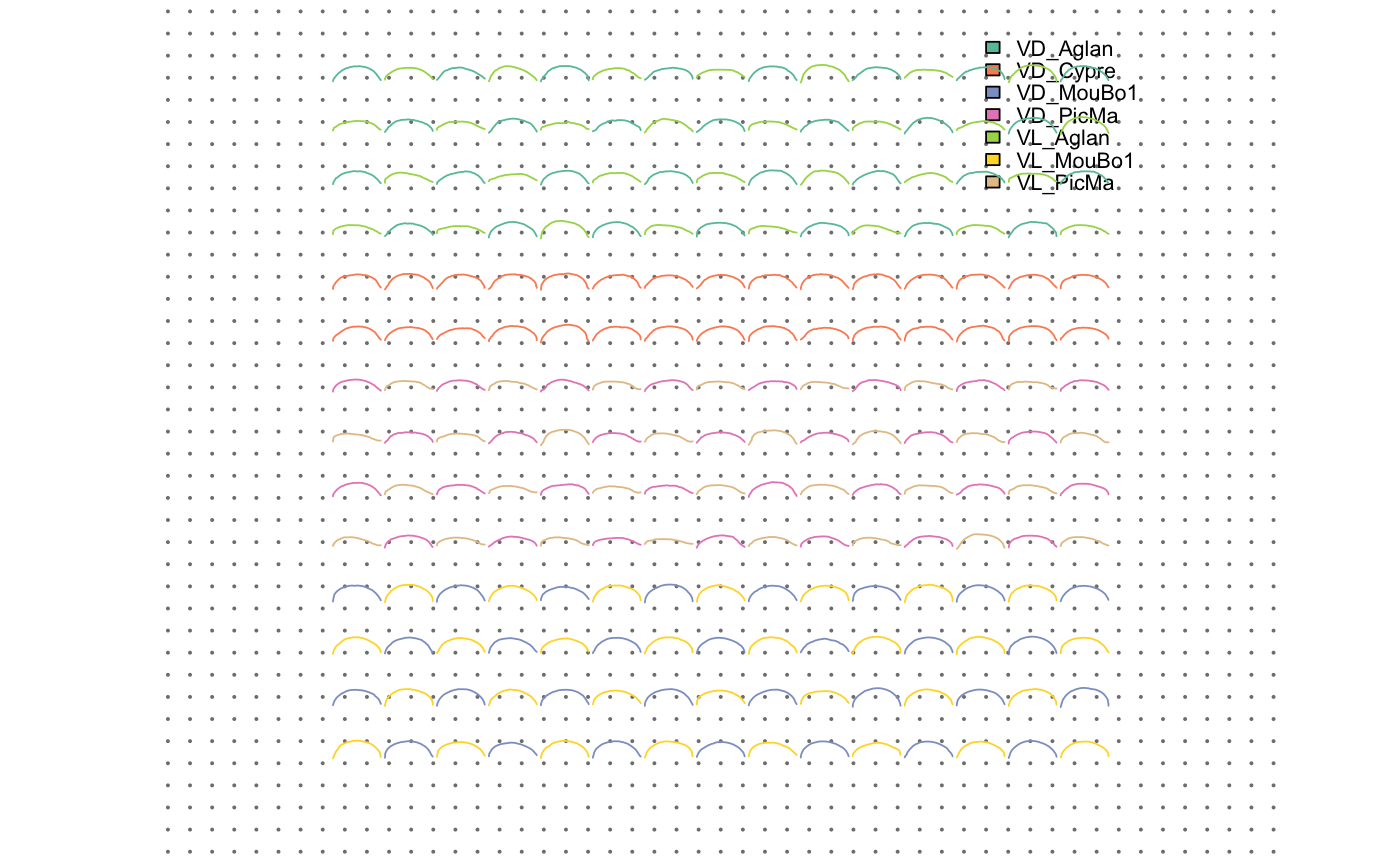 VD_Aglan
VD_Cypre
VD_MouBo1
VD_PicMa
VL_Aglan
VL_MouBo1
VL_PicMa